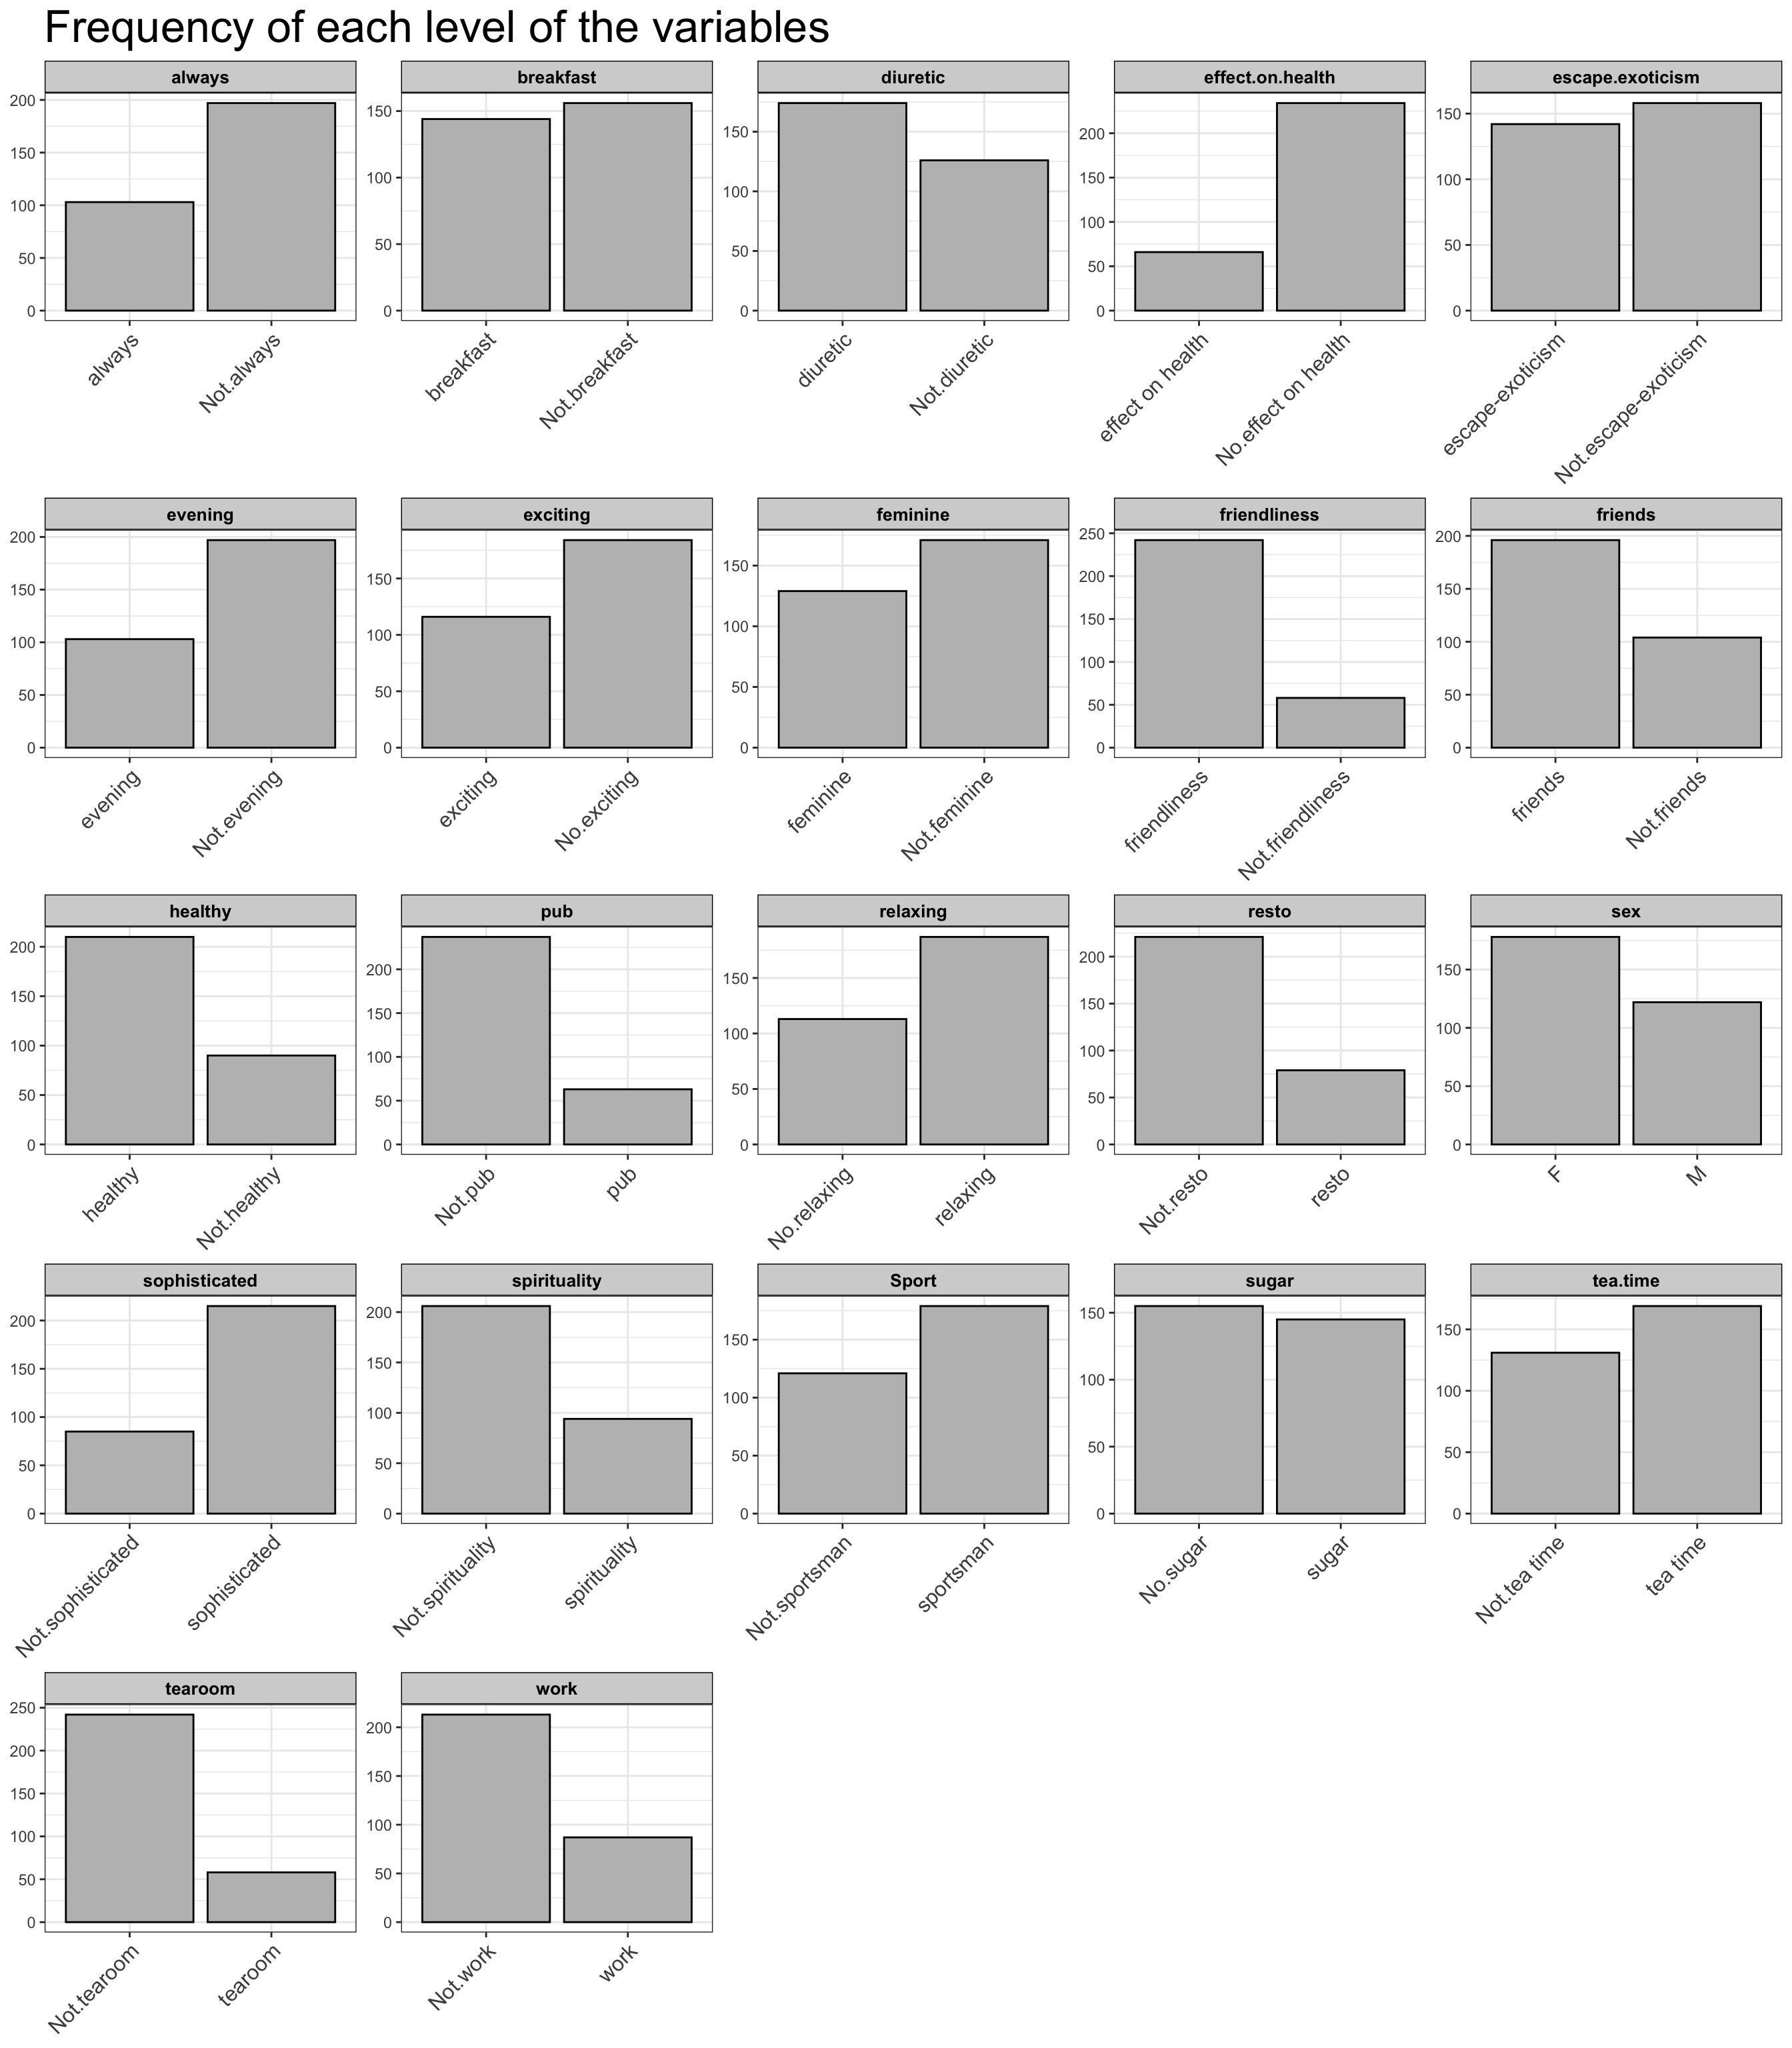 Frequency of each level of the variables
always
200
150
100
50
0
always
Not.always
breakfast
150
100
50
0
breakfast
Not.breakfast
diuretic
150
100
50
0
diuretic
Not.diuretic
effect.on.health
200
150
100
50
0
effect on health
No.effect on health
escape.exoticism
150
100
50
0
escape-exoticism
Not.escape-exoticism
evening
200
150
100
50
0
evening
Not.evening
exciting
150
100
50
0
exciting
No.exciting
feminine
150
100
50
0
feminine
Not.feminine
friendliness
250
200
150
100
50
0
friendliness
Not.friendliness
friends
200
150
100
50
0
friends
Not.friends
healthy
200
150
100
50
0
healthy
Not.healthy
pub
200
150
100
50
0
Not.pub
pub
relaxing
150
100
50
0
No.relaxing
relaxing
resto
200
150
100
50
0
Not.resto
resto
sex
150
100
50
0
F
M
sophisticated
200
150
100
50
0
Not.sophisticated
sophisticated
spirituality
200
150
100
50
0
Not.spirituality
spirituality
Sport
150
100
50
0
Not.sportsman
sportsman
sugar
150
100
50
0
No.sugar
sugar
tea.time
150
100
50
0
Not.tea time
tea time
tearoom
250
200
150
100
50
0
Not.tearoom
tearoom
work
200
150
100
50
0
Not.work
work